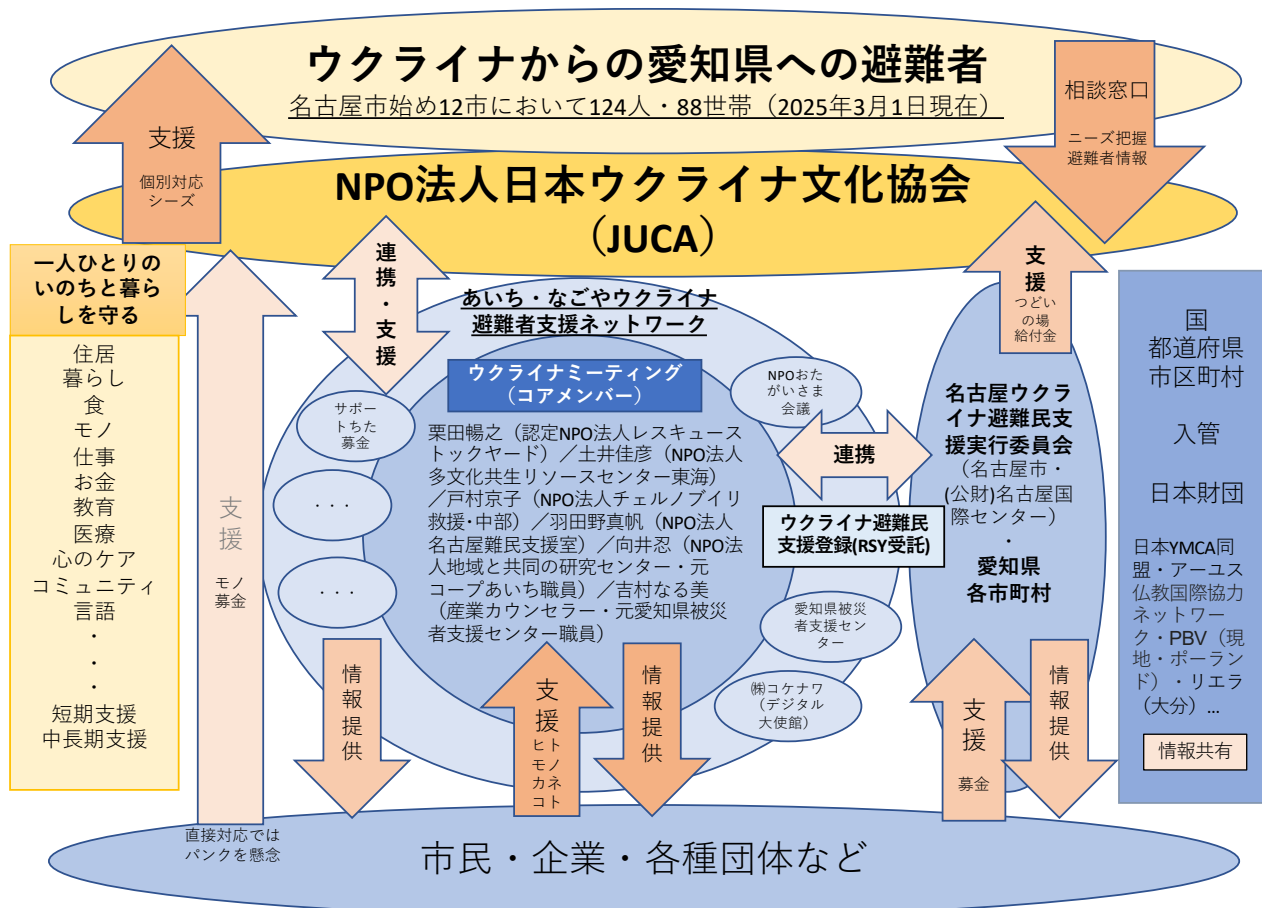 ウクライナからの愛知県への避難者
名古屋市始め12市において124人・88世帯（2025年3月1日現在）
支援
個別対応
シーズ
相談窓口
ニーズ把握
避難者情報
NPO法人日本ウクライナ文化協会
（JUCA）
一人ひとりの
いのちと暮ら
しを守る
住居
暮らし
食
モノ
仕事
お金
教育
医療
心のケア
コミュニティ
言語
・
・
・
短期支援
中長期支援
支援
モノ
募金
直接対応では
パンクを懸念
連携・支援
あいち・なごやウクライナ
避難者支援ネットワーク
ウクライナミーティング
（コアメンバー）
栗田暢之（認定NPO法人レスキュース
トックヤード）／土井佳彦（NPO法人
多文化共生リソースセンター東海）
／戸村京子（NPO法人チェルノブイリ
救援・中部）／羽田野真帆（NPO法人
名古屋難民支援室）／向井忍（NPO法
人地域と共同の研究センター・元
コープあいち職員）／吉村なる美
（産業カウンセラー・元愛知県被災
者支援センター職員）
サポー
トちた
募金
・・・
・・・
NPOおた
がいさま
会議
連携
ウクライナ避難民
支援登録(RSY受託)
愛知県被災
者支援セン
ター
㈱コケナワ
（デジタル
大使館）
情報提供
支援
ヒト
モノ
カネ
コト
情報提供
支援
つどい
の場
給付金
名古屋ウクラ
イナ避難民支
援実行委員会
（名古屋市・
(公財)名古屋国
際センター）
・
愛知県
各市町村
支援
募金
情報提供
国
都道府県
市区町村
入管
日本財団
日本YMCA同
盟・アーユス
仏教国際協力
ネットワー
ク・PBV（現
地・ポーラン
ド）・リエラ
（大分）…
情報共有
市民・企業・各種団体など